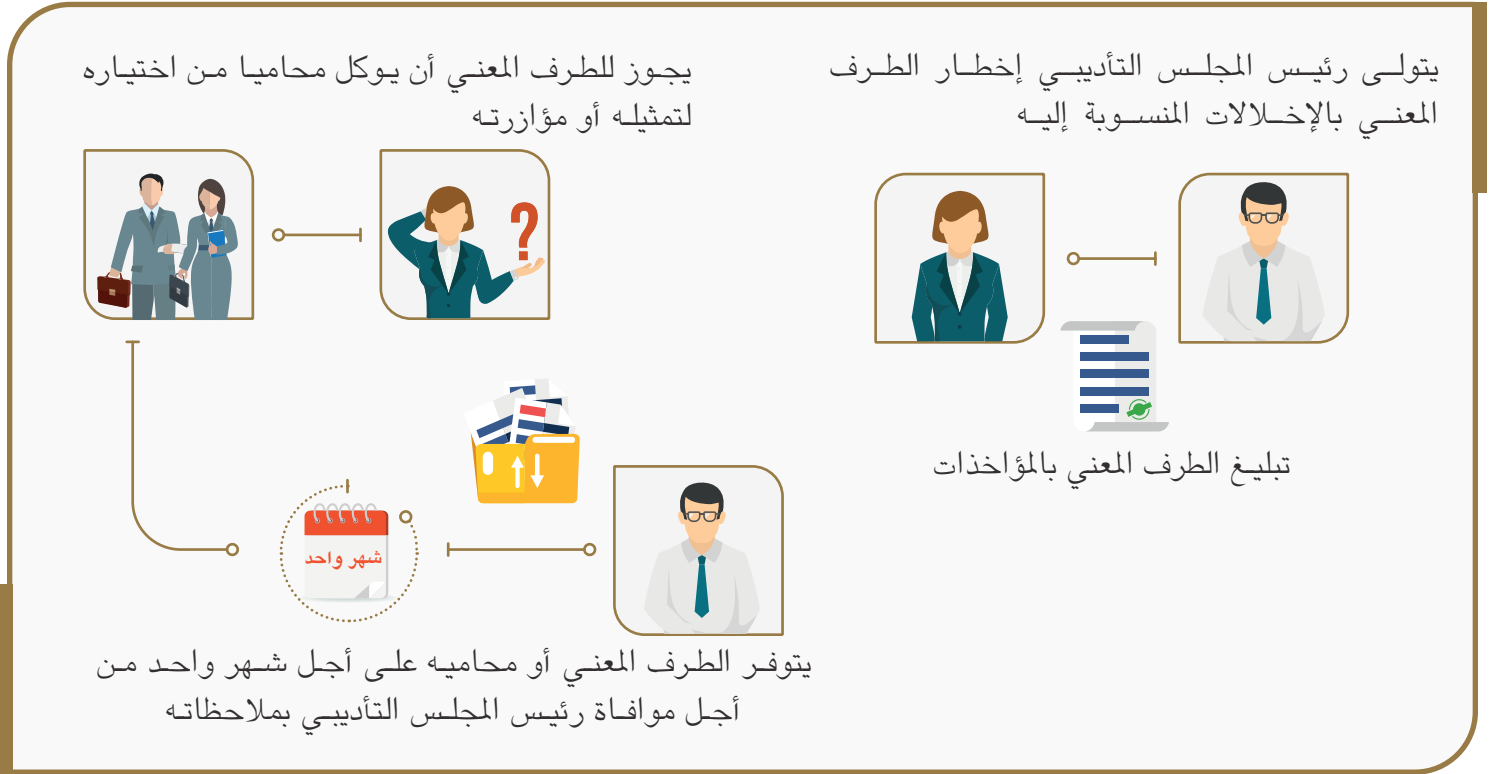 يتولى رئيس المجلس التأديبي إخطار الطرف
المعني بالإخلالات المنسوبة إليه
تبليغ الطرف المعني بالمؤاخذات
يجوز للطرف المعني أن يوكل محاميا من اختياره
لتمثيله أو مؤازرته
?
شهر واحد
يتوفر الطرف المعني أو محاميه على أجل شهر واحد من
أجل موافاة رئيس المجلس التأديبي بملاحظاته